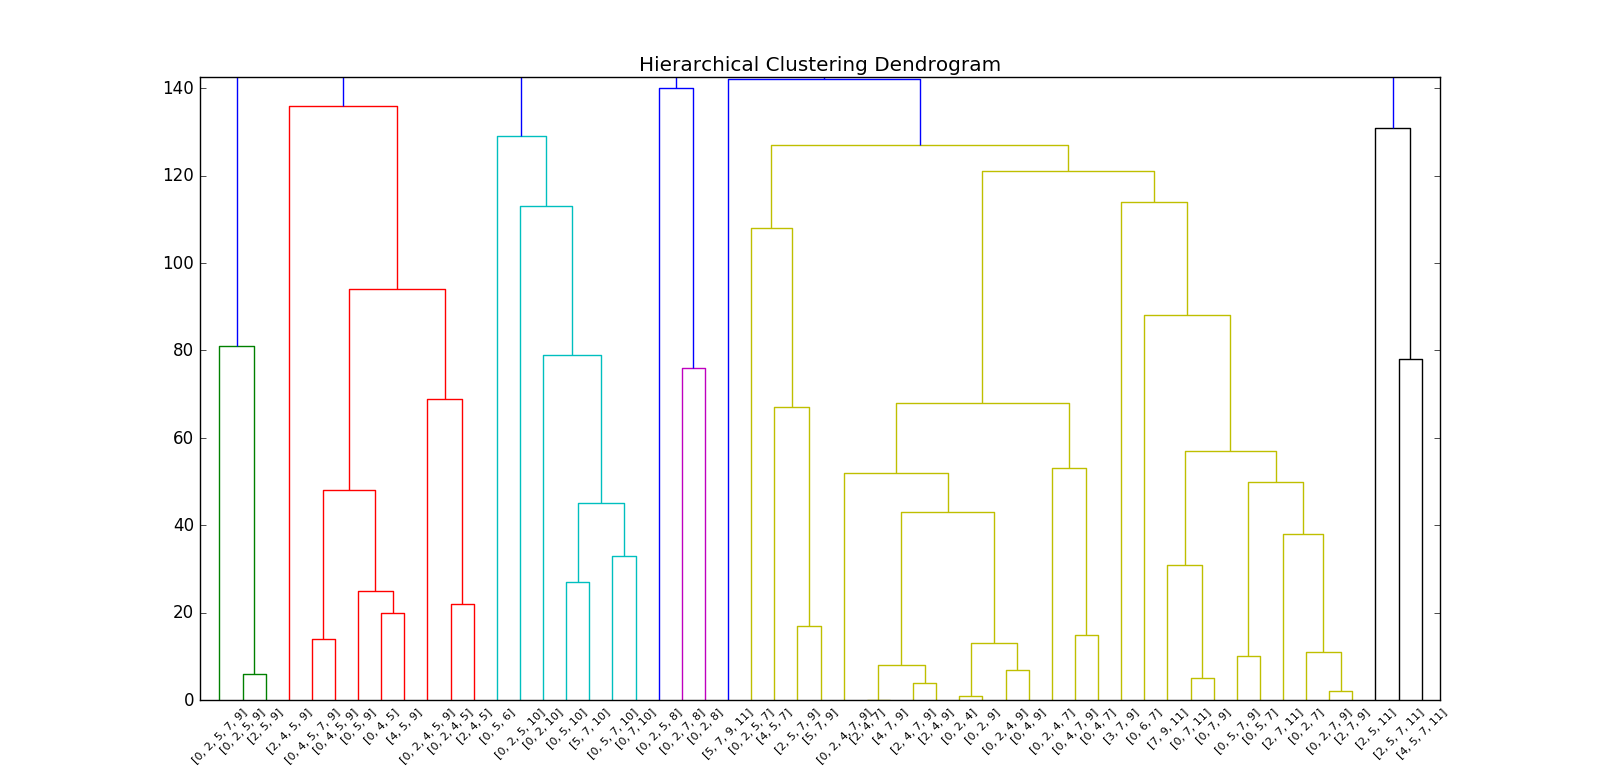 Hierarchical Clustering Dendrogram
140
120
100
80
60
40
20
0
[0, 2, 5, 7, 9]
[0, 2, 5, 9]
[2, 5, 9]
[2, 4, 5, 9]
[0, 4, 5, 7, 9]
[0, 4, 5, 9]
[0, 5, 9]
[0, 4, 5]
[4, 5, 9]
[0, 2, 4, 5, 9]
[0, 2, 4, 5]
[2, 4, 5]
[0, 5, 6]
[0, 2, 5, 10]
[0, 2, 10]
[0, 5, 10]
[5, 7, 10]
[0, 5, 7, 10]
[0, 7, 10]
[0, 2, 5, 8]
[0, 2, 7, 8]
[0, 2, 8]
[5, 7, 9, 11]
[0, 2, 5, 7]
[4, 5, 7]
[2, 5, 7, 9]
[5, 7, 9]
[0, 2, 4, 7, 9]
[2, 4, 7]
[4, 7, 9]
[2, 4, 7, 9]
[2, 4, 9]
[0, 2, 4]
[0, 2, 9]
[0, 2, 4, 9]
[0, 4, 9]
[0, 2, 4, 7]
[0, 4, 7, 9]
[0, 4, 7]
[3, 7, 9]
[0, 6, 7]
[7, 9, 11]
[0, 7, 11]
[0, 7, 9]
[0, 5, 7, 9]
[0, 5, 7]
[2, 7, 11]
[0, 2, 7]
[0, 2, 7, 9]
[2, 7, 9]
[2, 5, 11]
[2, 5, 7, 11]
[4, 5, 7, 11]